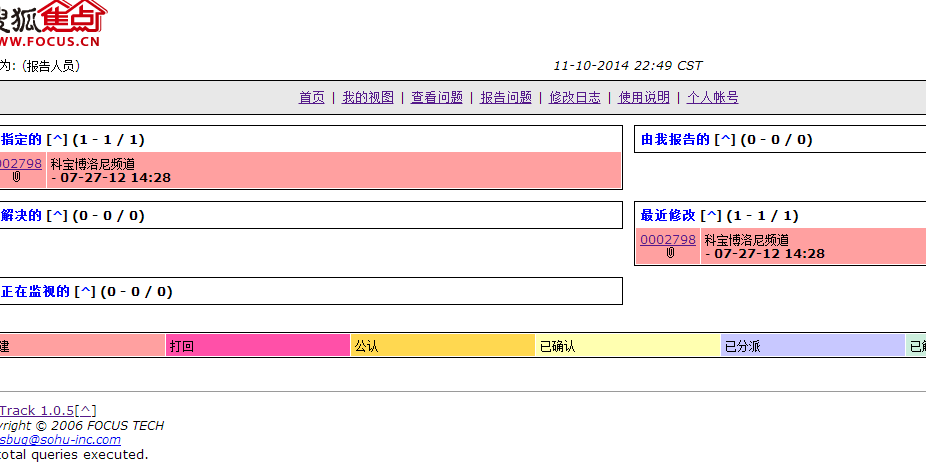 搜狐焦点
WW.FOCUS.CN
为: (报告人员)
11-10-2014 22:49 CST
首页 | 我的视图 | 查看问题 | 报告问题 | 修改日志 | 使用说明 | 个人帐号
指定的 [^] (1 - 1 / 1)
由我报告的 [^] (0 - 0 / 0)
002798 科宝博洛尼频道
- 07-27-12 14:28
解决的 [^] (0 - 0 / 0)
最近修改 [^] (1 - 1 / 1)
0002798 科宝博洛尼频道
- 07-27-12 14:28
正在监视的 [^] (0 - 0 / 0)
建 打回 公认 已确认 已分派 已解
Track 1.0.5[^]
yright © 2006 FOCUS TECH
sbug@sohu-inc.com
total queries executed.